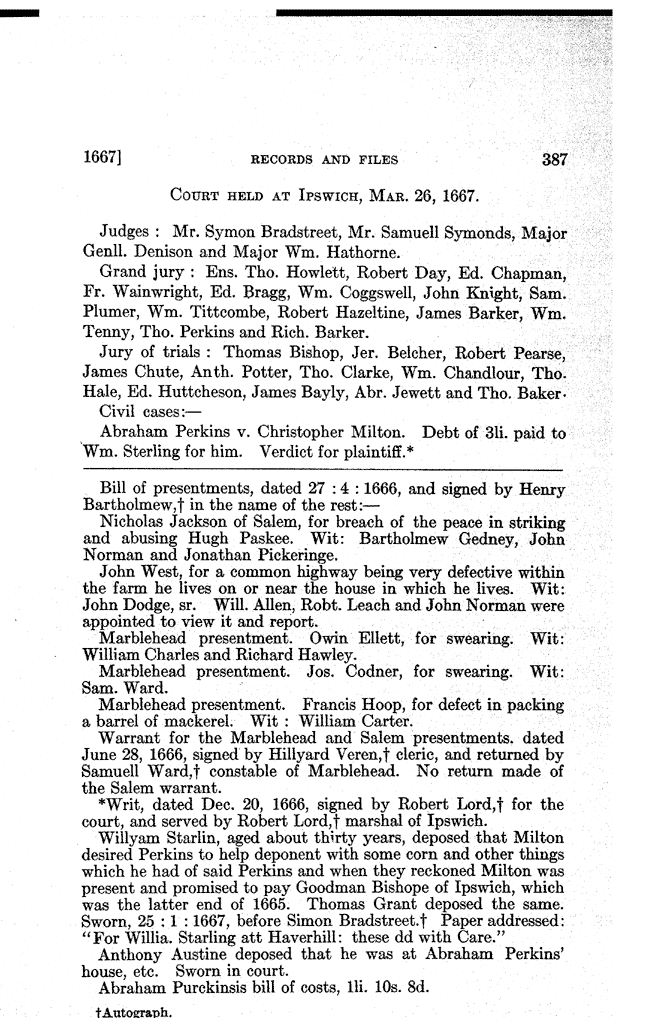 1667] RECORDS AND FILES 387
COURT HELD AT IPSWICH, MAR. 26, 1667.
Judges : Mr. Symon Bradstreet, Mr. Samuell Symonds, Major
Genll. Denison and Major Wm. Hathorne.
Grand jury : Ens. Tho. Howlett, Robert Day, Ed. Chapman,
Fr. Wainwright, Ed. Bragg, Wm. Coggswell, John Knight, Sam.
Plumer, Wm. Tittcombe, Robert Hazeltine, James Barker, Wm.
Tenny, Tho. Perkins and Rich. Barker.
Jury of trials : Thomas Bishop, Jer. Belcher, Robert Pearse,
James Chute, Anth. Potter, Tho. Clarke, Wm. Chandlour, Tho.
Hale, Ed. Huttcheson, James Bayly, Abr. Jewett and Tho. Baker.
Civil cases:—
Abraham Perkins v. Christopher Milton. Debt of 3li. paid to
Wm. Sterling for him. Verdict for plaintiff.*
Bill of presentments, dated 27 : 4 : 1666, and signed by Henry
Bartholmew,† in the name of the rest:—
Nicholas Jackson of Salem, for breach of the peace in striking
and abusing Hugh Paskee. Wit: Bartholmew Gedney, John
Norman and Jonathan Pickeringe.
John West, for a common highway being very defective within
the farm he lives on or near the house in which he lives. Wit:
John Dodge, sr. Will. Allen, Robt. Leach and John Norman were
appointed to view it and report.
Marblehead presentment. Owin Ellett, for swearing. Wit:
William Charles and Richard Hawley.
Marblehead presentment. Jos. Codner, for swearing. Wit:
Sam. Ward.
Marblehead presentment. Francis Hoop, for defect in packing
a barrel of mackerel. Wit : William Carter.
Warrant for the Marblehead and Salem presentments. dated
June 28, 1666, signed by Hillyard Veren,† cleric, and returned by
Samuell Ward,† constable of Marblehead. No return made of
the Salem warrant.
*Writ, dated Dec. 20, 1666, signed by Robert Lord,† for the
court, and served by Robert Lord,† marshal of Ipswich.
Willyam Starlin, aged about thirty years, deposed that Milton
desired Perkins to help deponent with some corn and other things
which he had of said Perkins and when they reckoned Milton was
present and promised to pay Goodman Bishope of Ipswich, which
was the latter end of 1665. Thomas Grant deposed the same.
Sworn, 25 : 1 : 1667, before Simon Bradstreet.† Paper addressed:
“For Willia. Starling att Haverhill: these dd with Care.”
Anthony Austine deposed that he was at Abraham Perkins’
house, etc. Sworn in court.
Abraham Purckinsis bill of costs, 1li. 10s. 8d.
†Autograph.